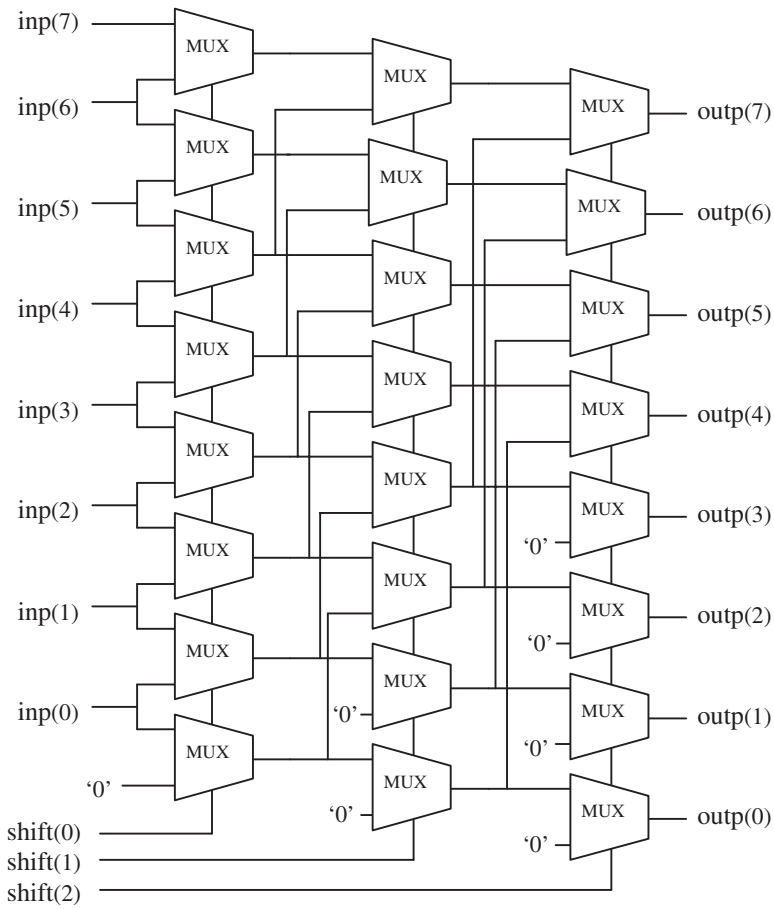 inp(7)
MUX
MUX
MUX
inp(6)
outp(7)
MUX
MUX
MUX
inp(5)
outp(6)
MUX
MUX
MUX
inp(4)
outp(5)
MUX
MUX
MUX
inp(3)
outp(4)
MUX
MUX
MUX
inp(2)
outp(3)
‘0’
MUX
MUX
MUX
inp(1)
outp(2)
‘0’
MUX
MUX
MUX
inp(0)
‘0’
outp(1)
‘0’
MUX
MUX
MUX
‘0’
‘0’
outp(0)
shift(0)
‘0’
shift(1)
shift(2)